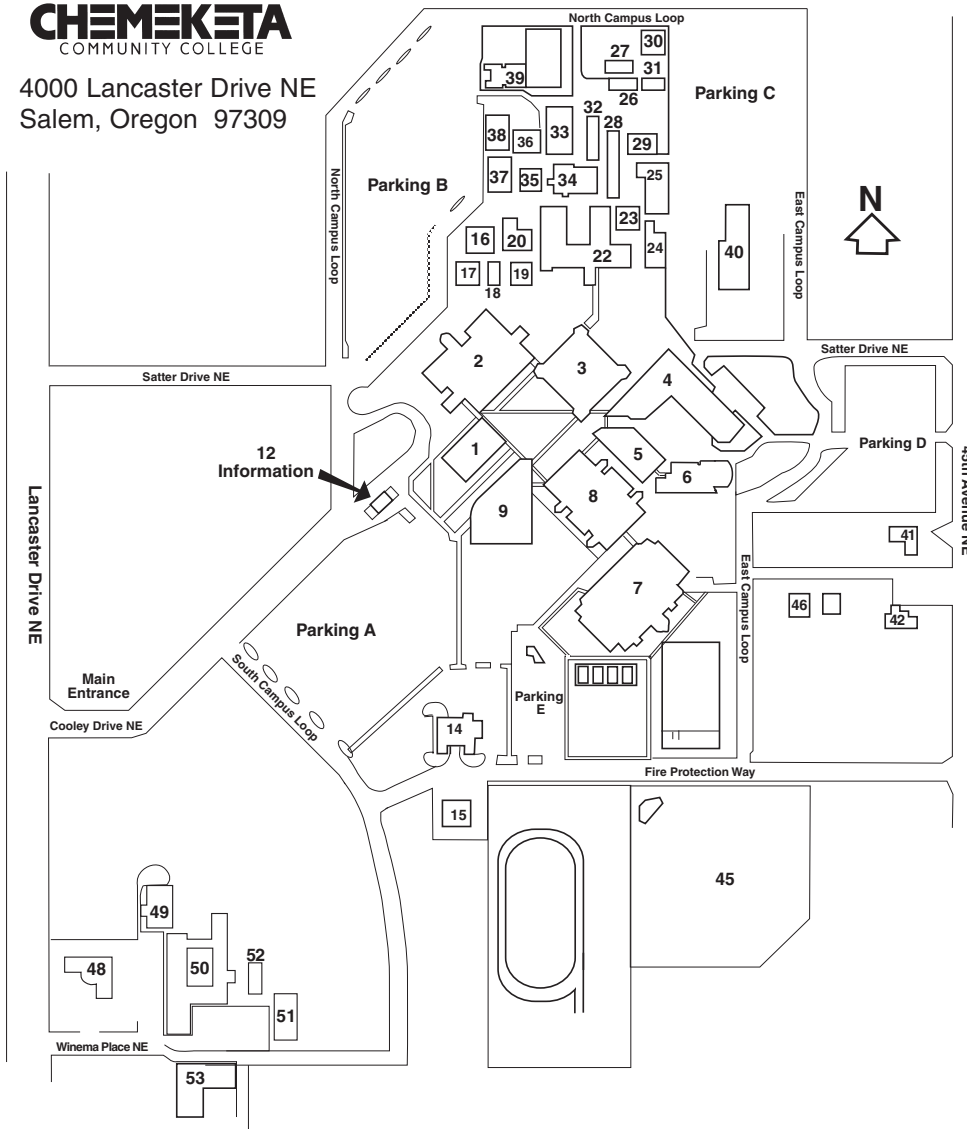 CHEMEKETA
COMMUNITY COLLEGE
4000 Lancaster Drive NE
Salem, Oregon 97309
North Campus Loop
30
27
31
39
26
Parking C
32
28
38
36
33
29
37
35
34
25
Parking B
North Campus Loop
East Campus Loop
N
16
20
23
22
24
40
17
18
19
2
3
4
Satter Drive NE
Satter Drive NE
12
Information
1
5
6
Parking D
45th Avenue NE
8
9
41
Lancaster Drive NE
7
East Campus Loop
46
42
Parking A
South Campus Loop
Main
Entrance
Parking
E
Cooley Drive NE
14
Fire Protection Way
15
45
49
48
50
52
51
Winema Place NE
53